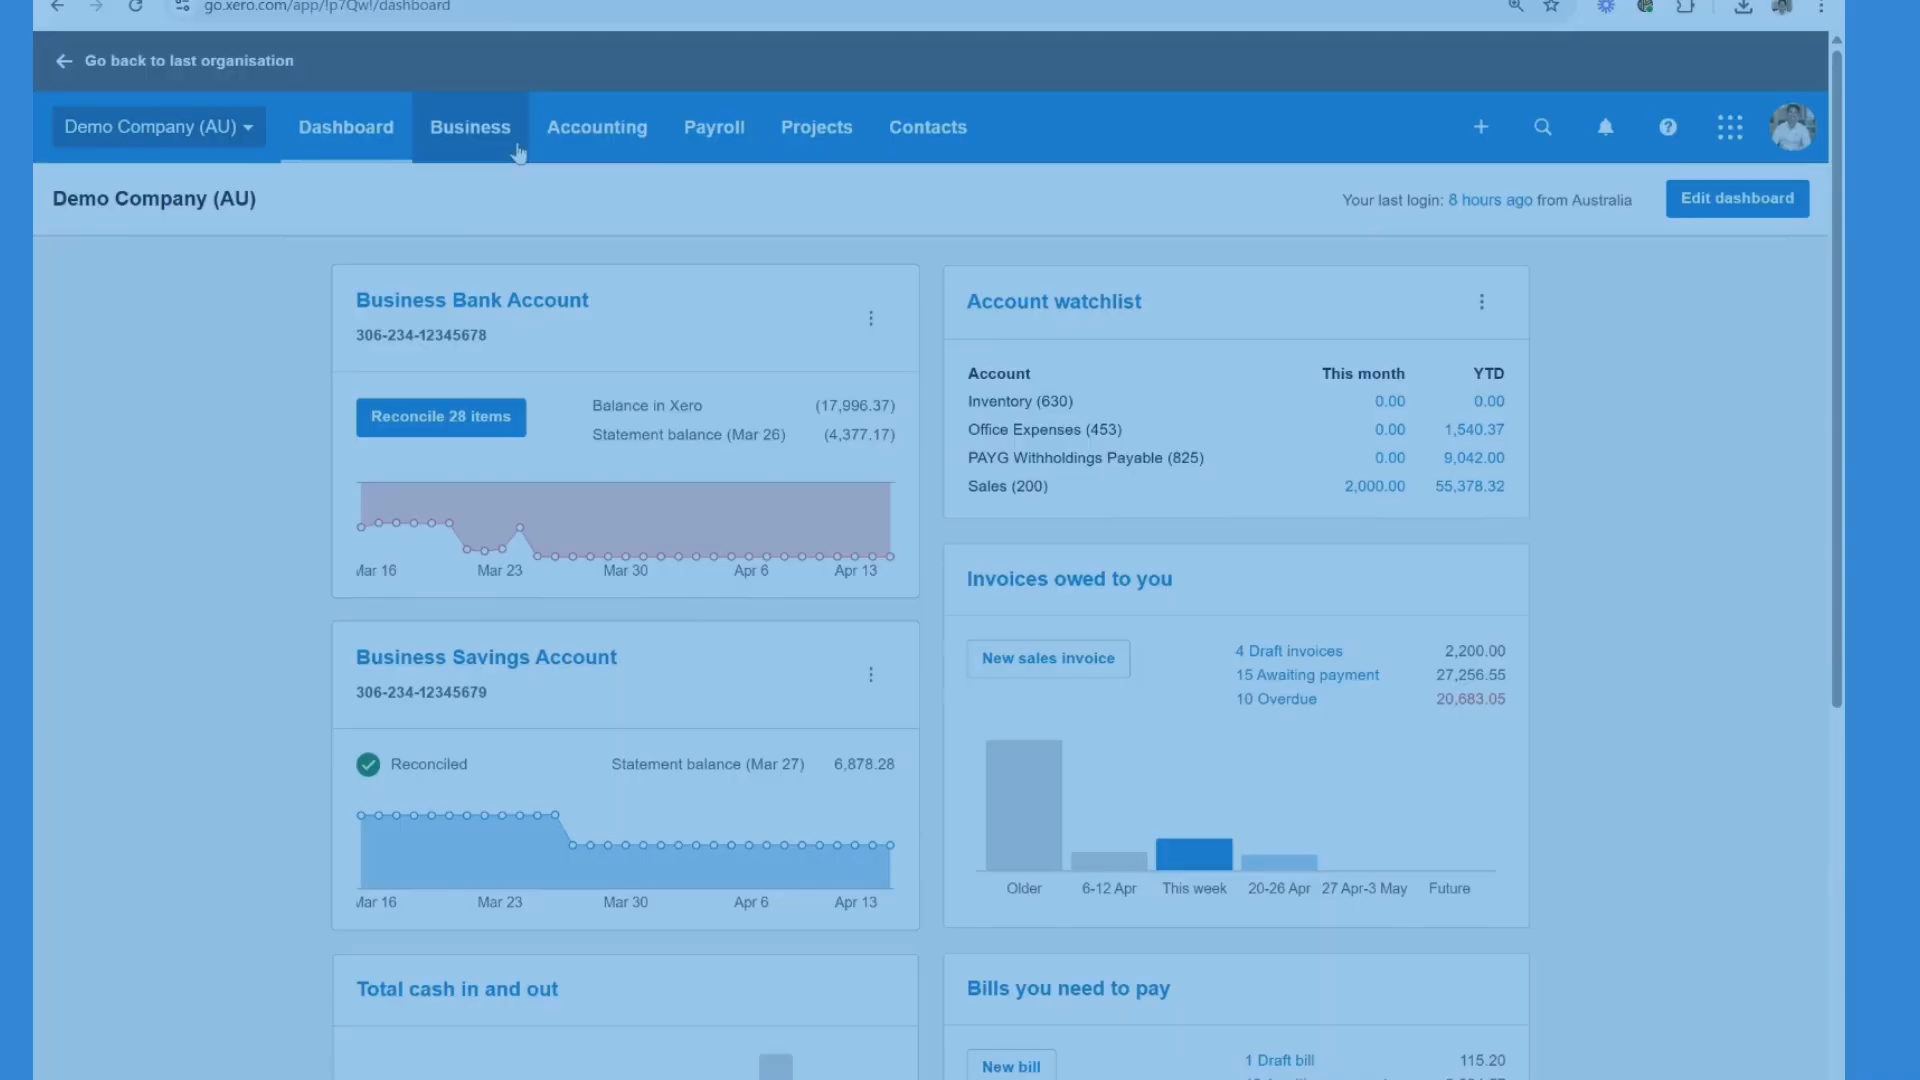 go.xero.com/app/!p7Qw!/dashboard
Go back to last organisation
Demo Company (AU)
Dashboard
Business
Accounting
Payroll
Projects
Contacts
Demo Company (AU)
Your last login: 8 hours ago from Australia
Edit dashboard
Business Bank Account
306-234-12345678
Reconcile 28 items
Balance in Xero (17,996.37)
Statement balance (Mar 26) (4,377.17)
Mar 16 Mar 23 Mar 30 Apr 6 Apr 13
Business Savings Account
306-234-12345679
Reconciled
Statement balance (Mar 27) 6,878.28
Mar 16 Mar 23 Mar 30 Apr 6 Apr 13
Total cash in and out
Account watchlist
Account This month YTD
Inventory (630) 0.00 0.00
Office Expenses (453) 0.00 1,540.37
PAYG Withholdings Payable (825) 0.00 9,042.00
Sales (200) 2,000.00 55,378.32
Invoices owed to you
New sales invoice
4 Draft invoices 2,200.00
15 Awaiting payment 27,256.55
10 Overdue 20,683.05
Older 6-12 Apr This week 20-26 Apr 27 Apr-3 May Future
Bills you need to pay
New bill
1 Draft bill 115.20